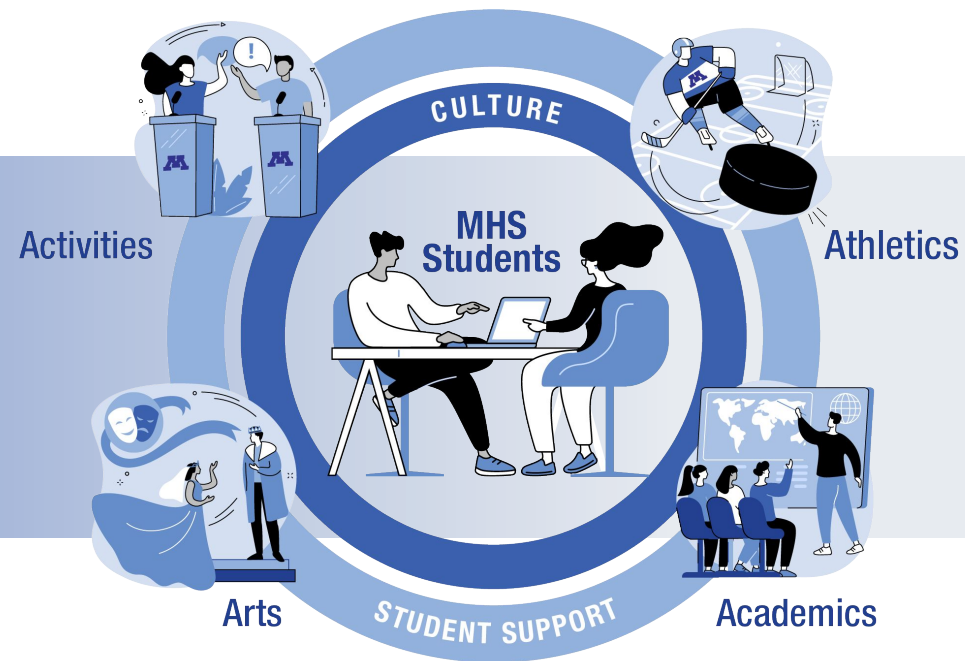 CULTURE
!
M
M
M
Activities
MHS
Students
Athletics
Arts
STUDENT SUPPORT
Academics